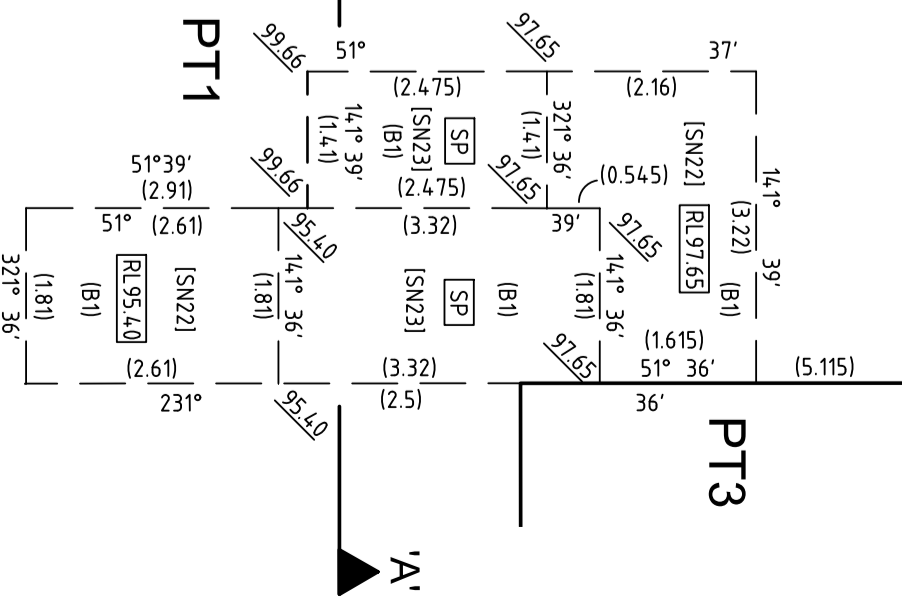 PT1
99.66
51°
97.65
37'
(2.475)
(2.16)
141° 39'
(1.41)
[SN23]
(B1)
SP
321° 36'
(1.41)
[SN22]
141°
39'
(3.22)
RL97.65
(B1)
51°39'
(2.91)
99.66
(2.475)
97.65
(0.545)
51°
(2.61)
95.40
(3.32)
39'
97.65
321° 36'
(1.81)
(B1)
RL95.40
[SN22]
141° 36'
(1.81)
[SN23]
SP
(B1)
141° 36'
(1.81)
(1.615)
97.65
51° 36'
(5.115)
(2.61)
(3.32)
231°
95.40
(2.5)
36'
PT3
'A'